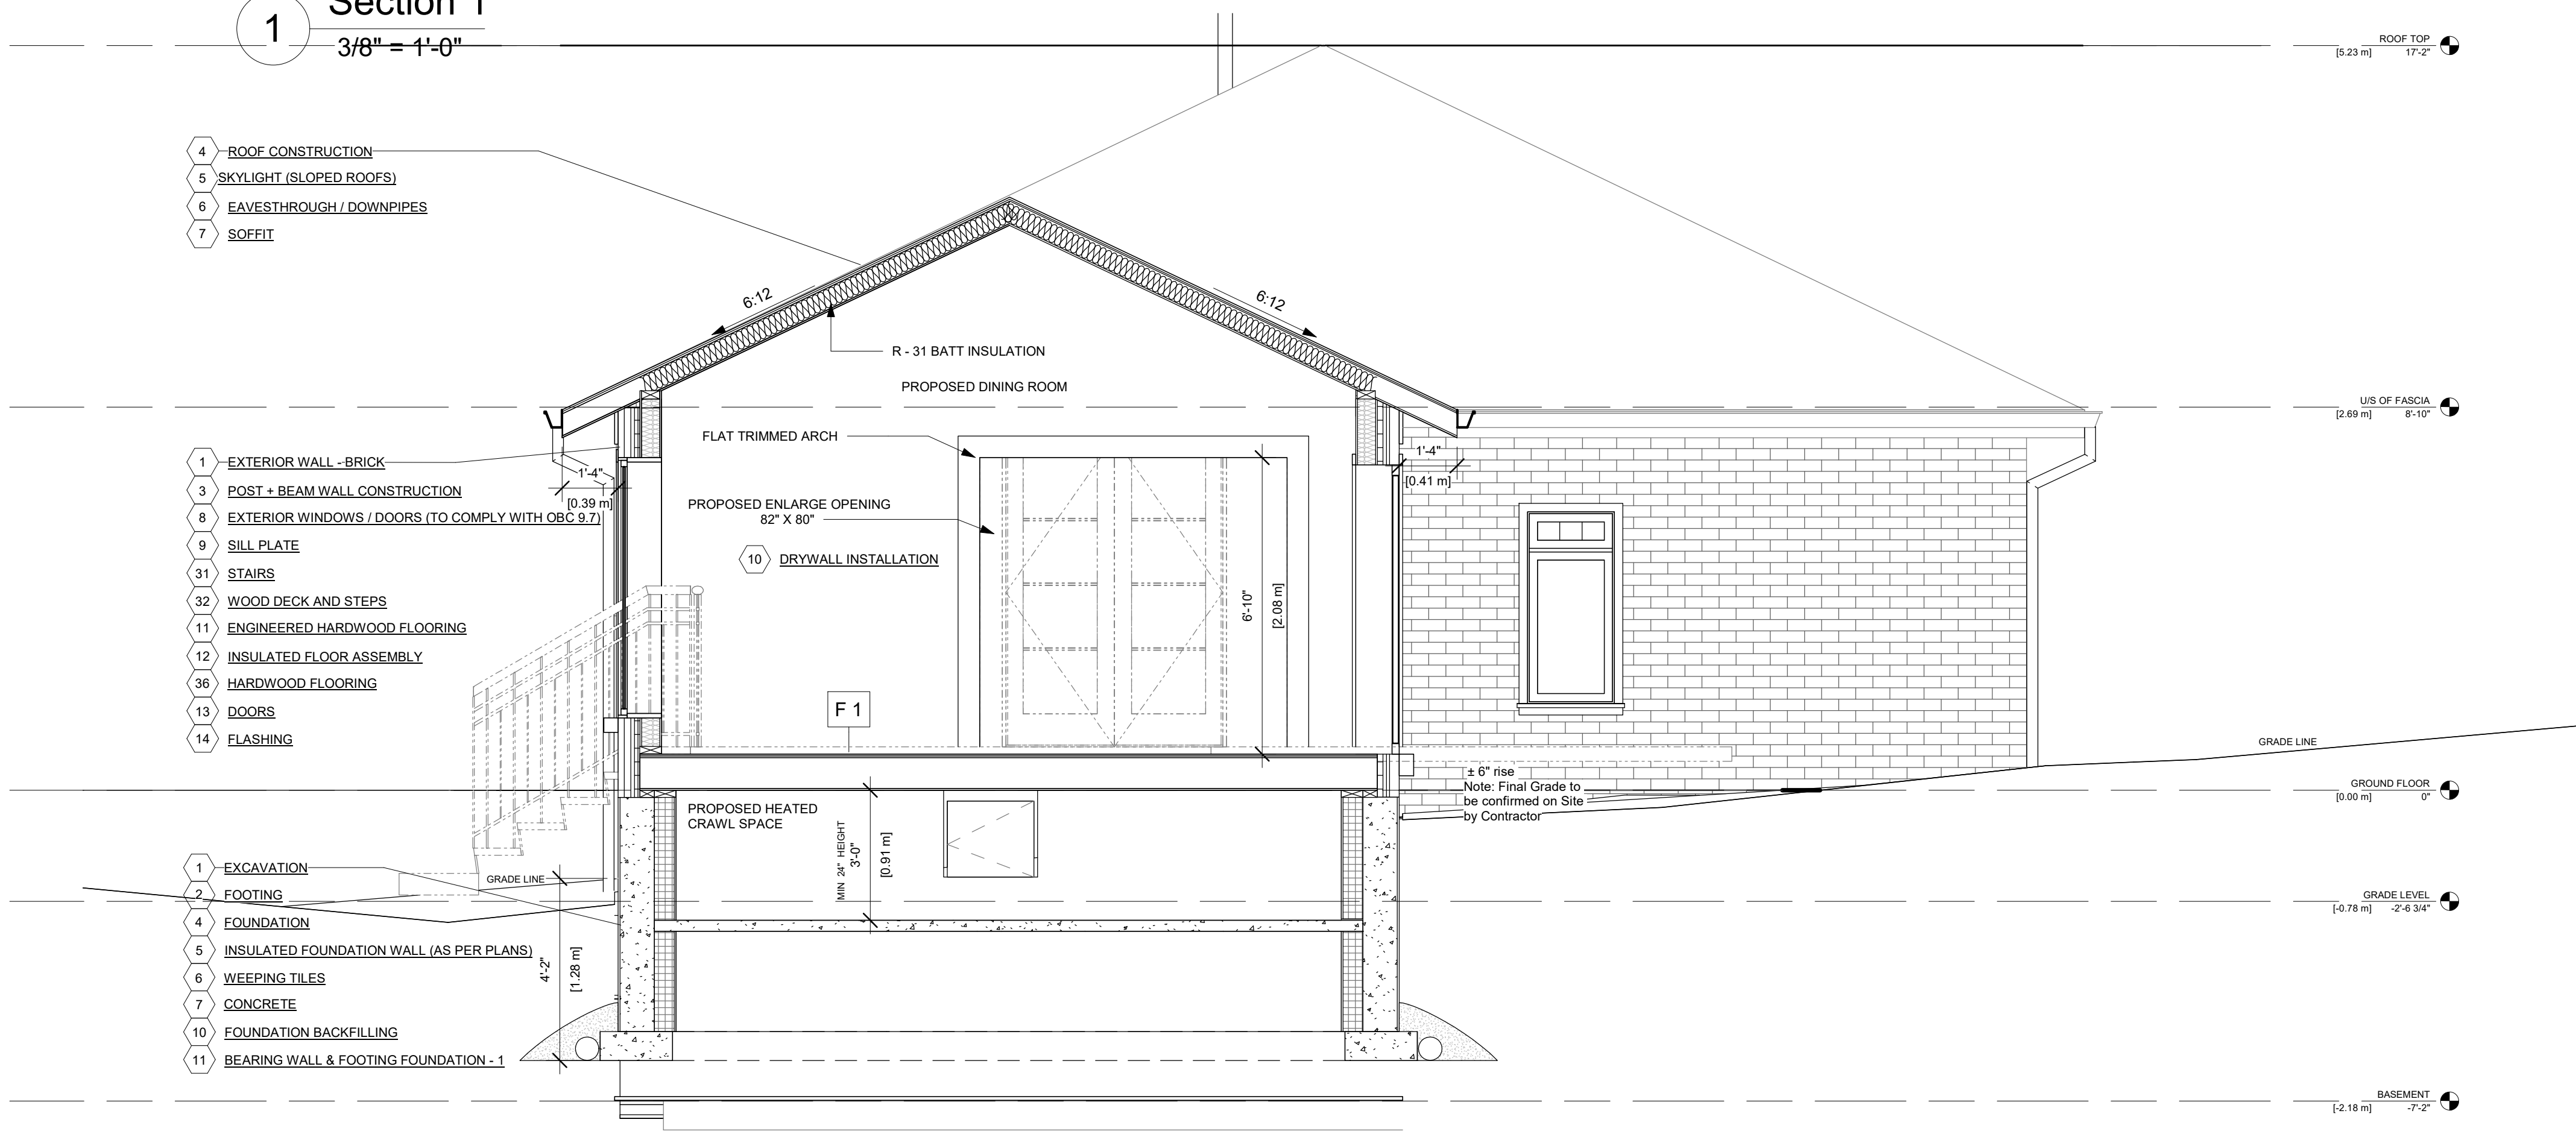 Section 1
1
3/8" = 1'-0"
ROOF TOP
[5.23 m] 17'-2"
4 ROOF CONSTRUCTION
5 SKYLIGHT (SLOPED ROOFS)
6 EAVESTROUGH / DOWNPIPES
7 SOFFIT
6:12
6:12
R - 31 BATT INSULATION
PROPOSED DINING ROOM
U/S OF FASCIA
[2.69 m] 8'-10"
FLAT TRIMMED ARCH
1 EXTERIOR WALL - BRICK
3 POST + BEAM WALL CONSTRUCTION
8 EXTERIOR WINDOWS / DOORS (TO COMPLY WITH OBC 9.7)
9 SILL PLATE
31 STAIRS
32 WOOD DECK AND STEPS
11 ENGINEERED HARDWOOD FLOORING
12 INSULATED FLOOR ASSEMBLY
36 HARDWOOD FLOORING
13 DOORS
14 FLASHING
1'-4"
[0.39 m]
1'-4"
[0.41 m]
PROPOSED ENLARGE OPENING
82" X 80"
10 DRYWALL INSTALLATION
6'-10"
[2.08 m]
F 1
GRADE LINE
± 6" rise
Note: Final Grade to
be confirmed on Site
by Contractor
GROUND FLOOR
[0.00 m] 0"
PROPOSED HEATED
CRAWL SPACE
MIN 24" HEIGHT
3'-0"
[0.91 m]
1 EXCAVATION
2 FOOTING
4 FOUNDATION
5 INSULATED FOUNDATION WALL (AS PER PLANS)
6 WEEPING TILES
7 CONCRETE
10 FOUNDATION BACKFILLING
11 BEARING WALL & FOOTING FOUNDATION - 1
GRADE LINE
4'-2"
[1.28 m]
GRADE LEVEL
[-0.78 m] -2'-6 3/4"
BASEMENT
[-2.18 m] -7'-2"